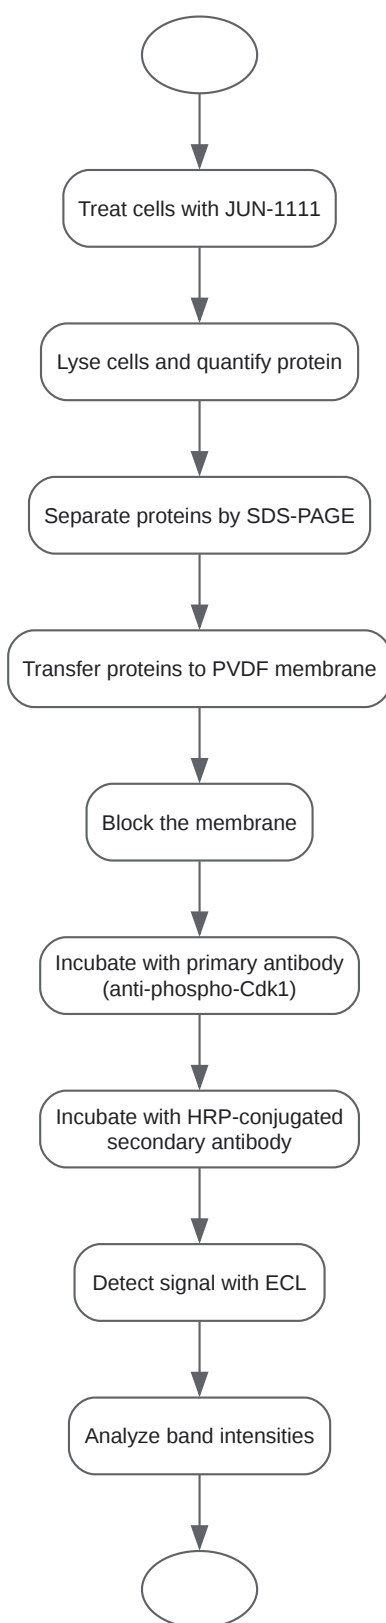 Treat cells with JUN-1111
Lyse cells and quantify protein
Separate proteins by SDS-PAGE
Transfer proteins to PVDF membrane
Block the membrane
Incubate with primary antibody
(anti-phospho-Cdk1)
Incubate with HRP-conjugated
secondary antibody
Detect signal with ECL
Analyze band intensities